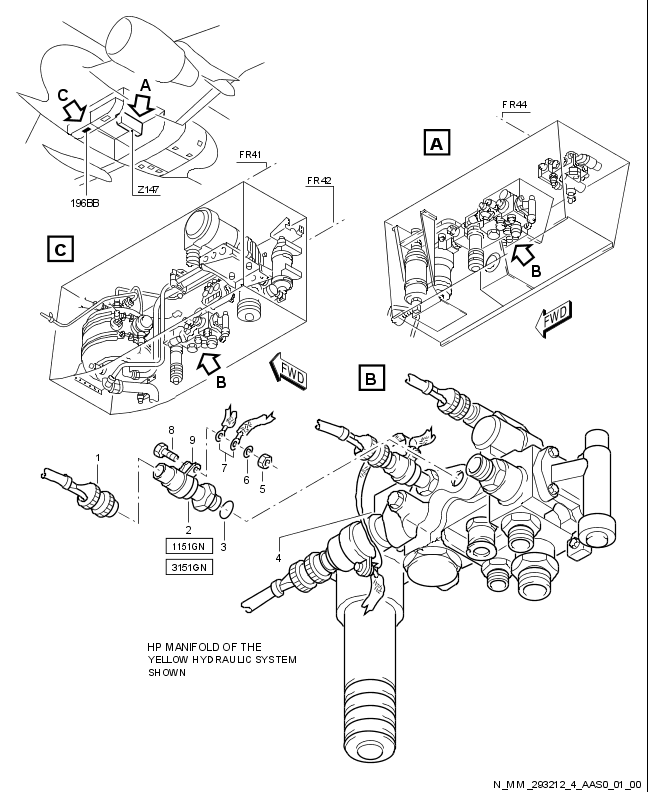 C
A
196BB
Z147
FR41
FR42
FR44
A
C
B
FWD
B
FWD
B
8
9
1
7
6
5
2
3
1151GN
3151GN
4
HP MANIFOLD OF THE
YELLOW HYDRAULIC SYSTEM
SHOWN
N_MM_293212_4_AAS0_01_00